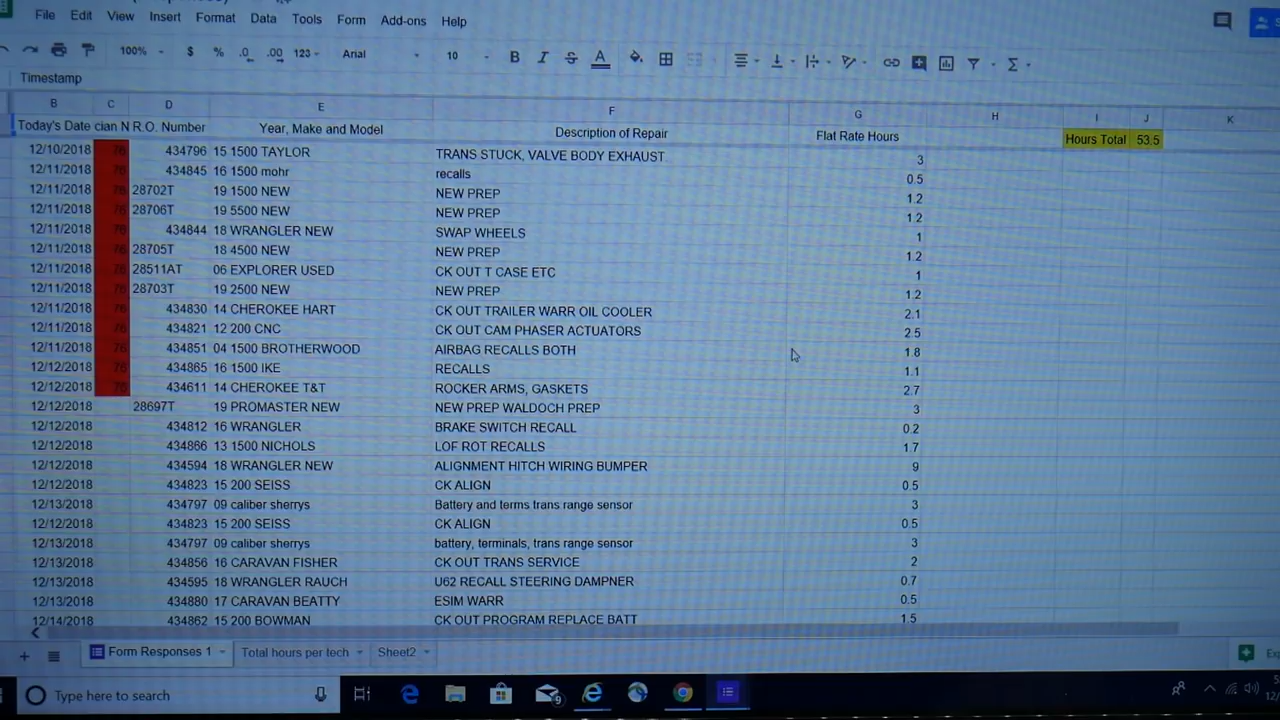 File Edit View Insert Format Data Tools Form Add-ons Help
100% $ % .0 .00 123 Arial 10 B I S A Σ
Timestamp
B C D E F G H I J K
Today's Date cian N R.O. Number Year, Make and Model Description of Repair Flat Rate Hours Hours Total 53.5
12/10/2018 76 434796 15 1500 TAYLOR TRANS STUCK, VALVE BODY EXHAUST 3
12/11/2018 76 434845 16 1500 mohr recalls 0.5
12/11/2018 76 28702T 19 1500 NEW NEW PREP 1.2
12/11/2018 76 28706T 19 5500 NEW NEW PREP 1.2
12/11/2018 76 434844 18 WRANGLER NEW SWAP WHEELS 1
12/11/2018 76 28705T 18 4500 NEW NEW PREP 1.2
12/11/2018 76 28511AT 06 EXPLORER USED CK OUT T CASE ETC 1
12/11/2018 76 28703T 19 2500 NEW NEW PREP 1.2
12/11/2018 76 434830 14 CHEROKEE HART CK OUT TRAILER WARR OIL COOLER 2.1
12/11/2018 76 434821 12 200 CNC CK OUT CAM PHASER ACTUATORS 2.5
12/11/2018 76 434851 04 1500 BROTHERWOOD AIRBAG RECALLS BOTH 1.8
12/12/2018 76 434865 16 1500 IKE RECALLS 1.1
12/12/2018 76 434611 14 CHEROKEE T&T ROCKER ARMS, GASKETS 2.7
12/12/2018 28697T 19 PROMASTER NEW NEW PREP WALDOCH PREP 3
12/12/2018 434812 16 WRANGLER BRAKE SWITCH RECALL 0.2
12/12/2018 434866 13 1500 NICHOLS LOF ROT RECALLS 1.7
12/12/2018 434594 18 WRANGLER NEW ALIGNMENT HITCH WIRING BUMPER 9
12/12/2018 434823 15 200 SEISS CK ALIGN 0.5
12/13/2018 434797 09 caliber sherrys Battery and terms trans range sensor 3
12/12/2018 434823 15 200 SEISS CK ALIGN 0.5
12/13/2018 434797 09 caliber sherrys battery, terminals, trans range sensor 3
12/13/2018 434856 16 CARAVAN FISHER CK OUT TRANS SERVICE 2
12/13/2018 434595 18 WRANGLER RAUCH U62 RECALL STEERING DAMPNER 0.7
12/13/2018 434880 17 CARAVAN BEATTY ESIM WARR 0.5
12/14/2018 434862 15 200 BOWMAN CK OUT PROGRAM REPLACE BATT 1.5
Form Responses 1 Total hours per tech Sheet2
Type here to search 9